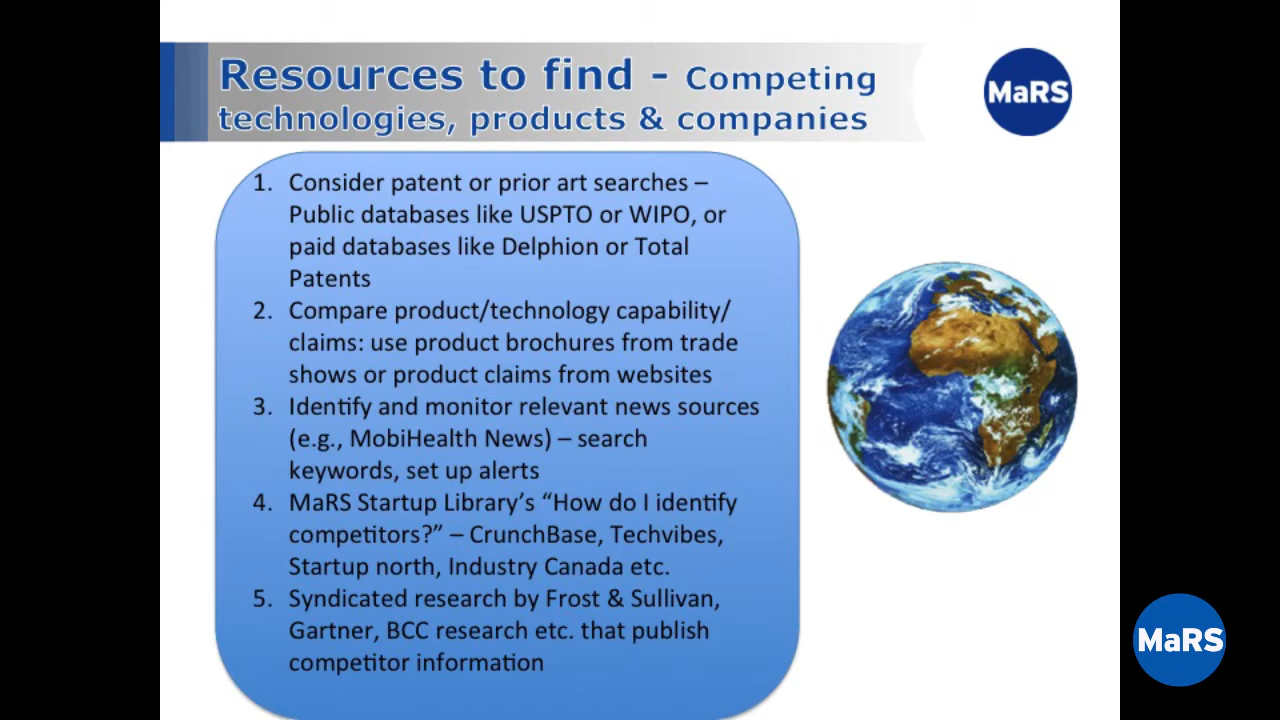 Resources to find - Competing
technologies, products & companies
MaRS
1. Consider patent or prior art searches –
Public databases like USPTO or WIPO, or
paid databases like Delphion or Total
Patents
2. Compare product/technology capability/
claims: use product brochures from trade
shows or product claims from websites
3. Identify and monitor relevant news sources
(e.g., MobiHealth News) – search
keywords, set up alerts
4. MaRS Startup Library’s “How do I identify
competitors?” – CrunchBase, Techvibes,
Startup north, Industry Canada etc.
5. Syndicated research by Frost & Sullivan,
Gartner, BCC research etc. that publish
competitor information
MaRS